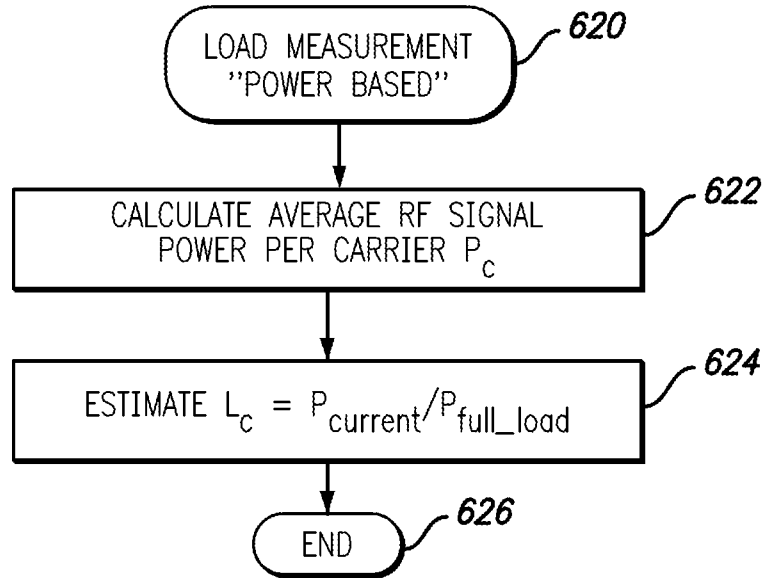 LOAD MEASUREMENT
"POWER BASED"
620
CALCULATE AVERAGE RF SIGNAL
POWER PER CARRIER Pc
622
ESTIMATE Lc = Pcurrent/Pfull_load
624
END
626